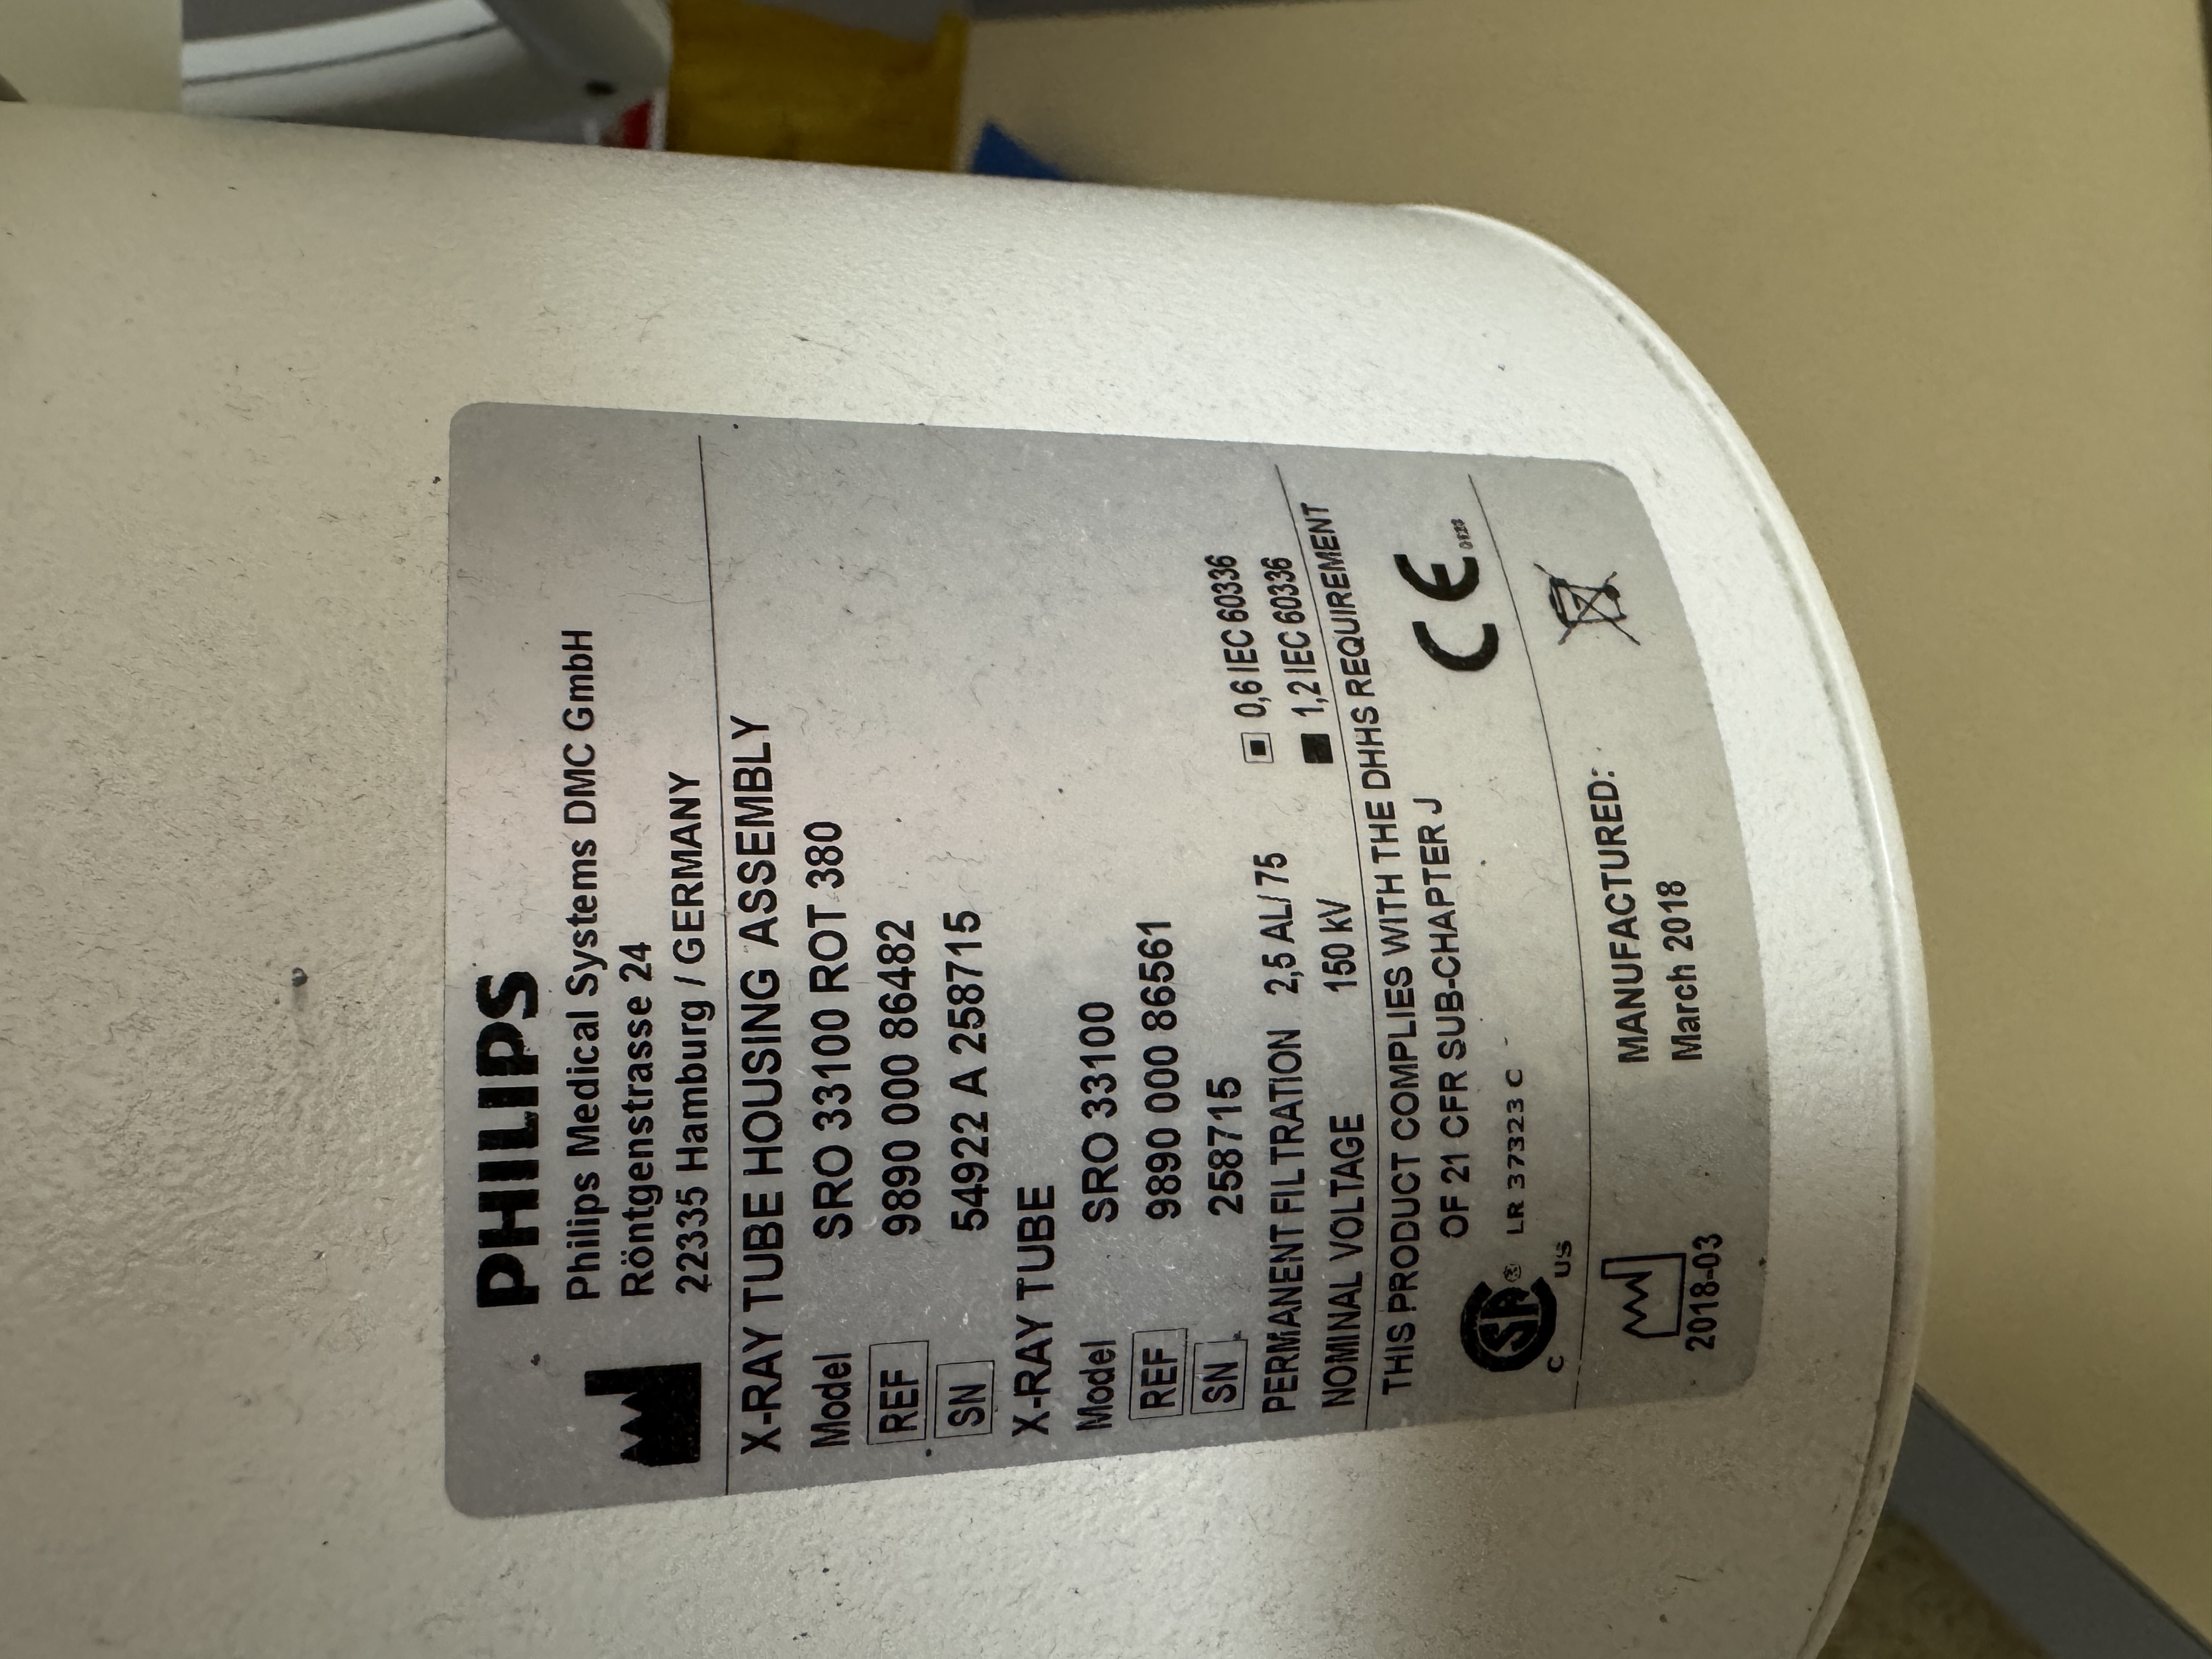 PHILIPS
Philips Medical Systems DMC GmbH
Röntgenstrasse 24
22335 Hamburg / GERMANY
X-RAY TUBE HOUSING ASSEMBLY
Model SRO 33100 ROT 380
REF 9890 000 86482
SN 54922 A 258715
X-RAY TUBE
Model SRO 33100
REF 9890 000 86561
SN 258715
PERMANENT FILTRATION 2,5 AL/ 75 0,6 IEC 60336
NOMINAL VOLTAGE 150 kV 1,2 IEC 60336
THIS PRODUCT COMPLIES WITH THE DHHS REQUIREMENT
OF 21 CFR SUB-CHAPTER J
CSA ® LR 37323 C
C US
CE
MANUFACTURED:
March 2018
2018-03